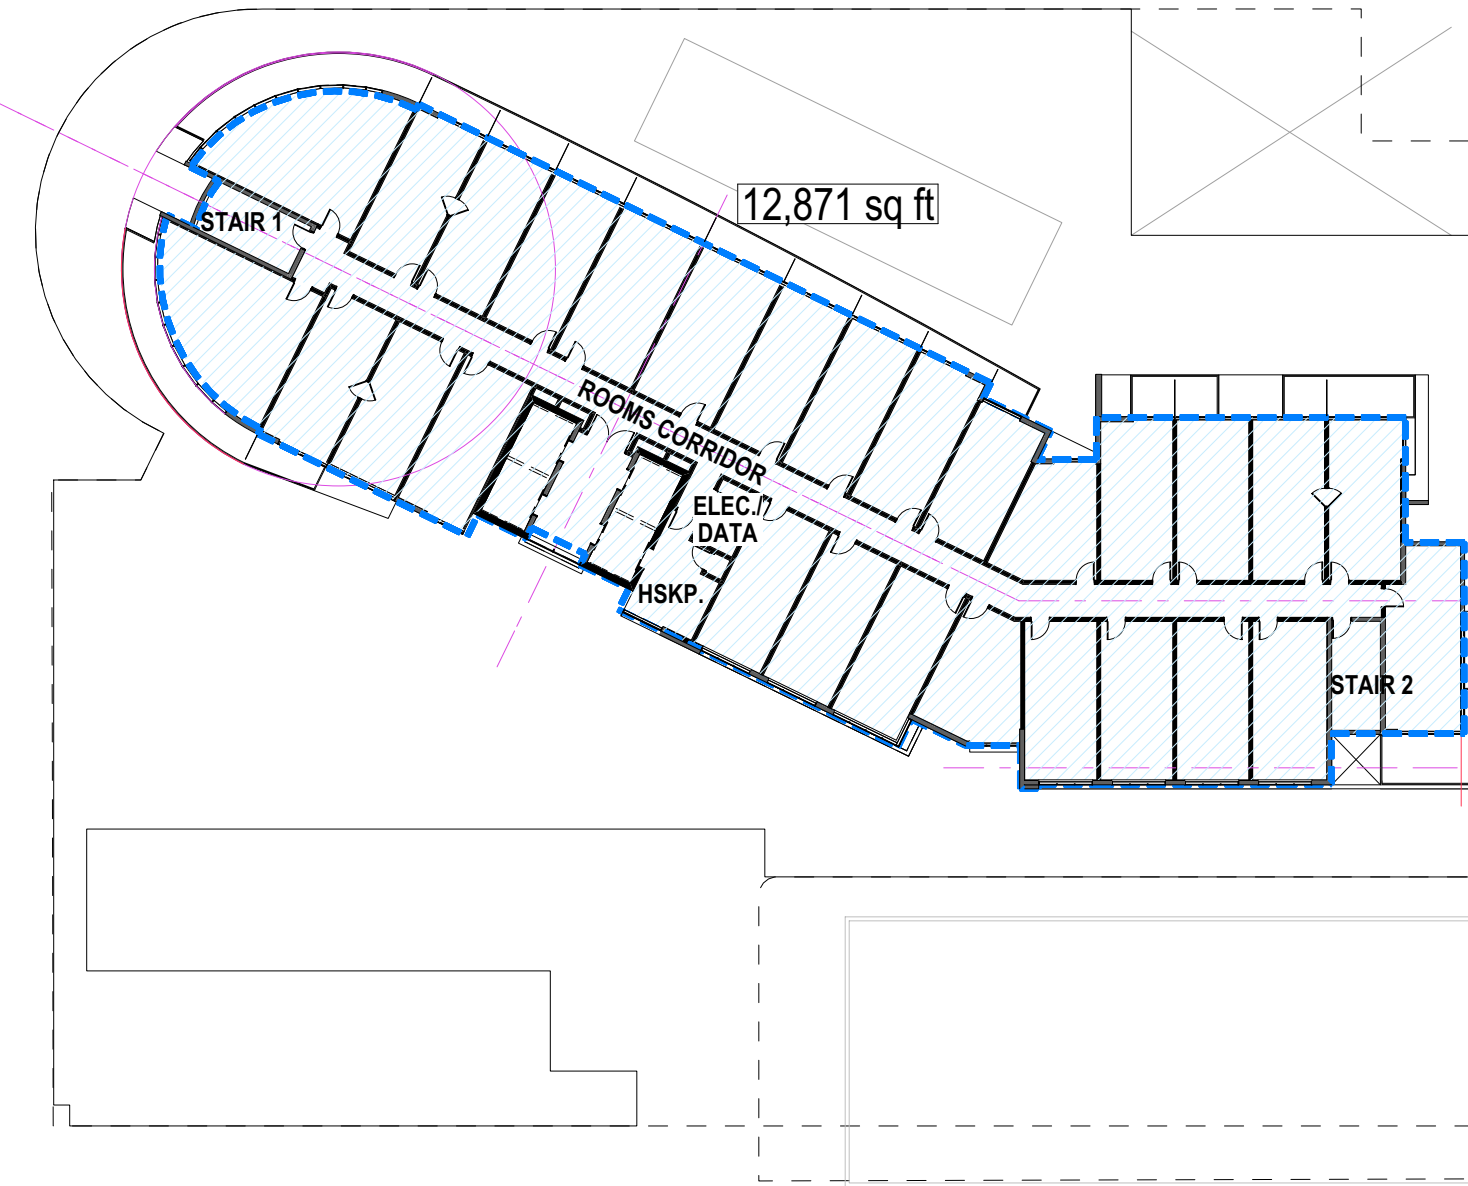 12,871 sq ft
STAIR 1
ROOMS CORRIDOR
ELEC./
DATA
HSKP.
STAIR 2